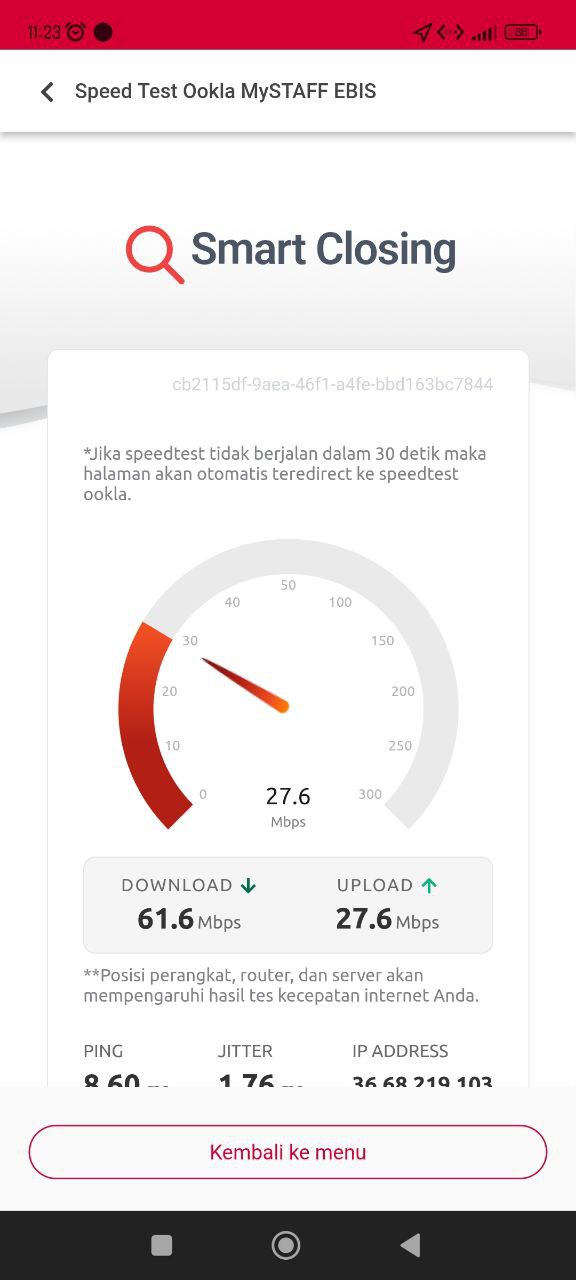 11:23
86
Speed Test Ookla MySTAFF EBIS
Smart Closing
cb2115df-9aea-46f1-a4fe-bbd163bc7844
*Jika speedtest tidak berjalan dalam 30 detik maka
halaman akan otomatis teredirect ke speedtest
ookla.
50
40
100
30
150
20
200
10
250
0
300
27.6
Mbps
DOWNLOAD
UPLOAD
61.6 Mbps
27.6 Mbps
**Posisi perangkat, router, dan server akan
mempengaruhi hasil tes kecepatan internet Anda.
PING JITTER IP ADDRESS
8.60 1.76 36.68.219.103
Kembali ke menu